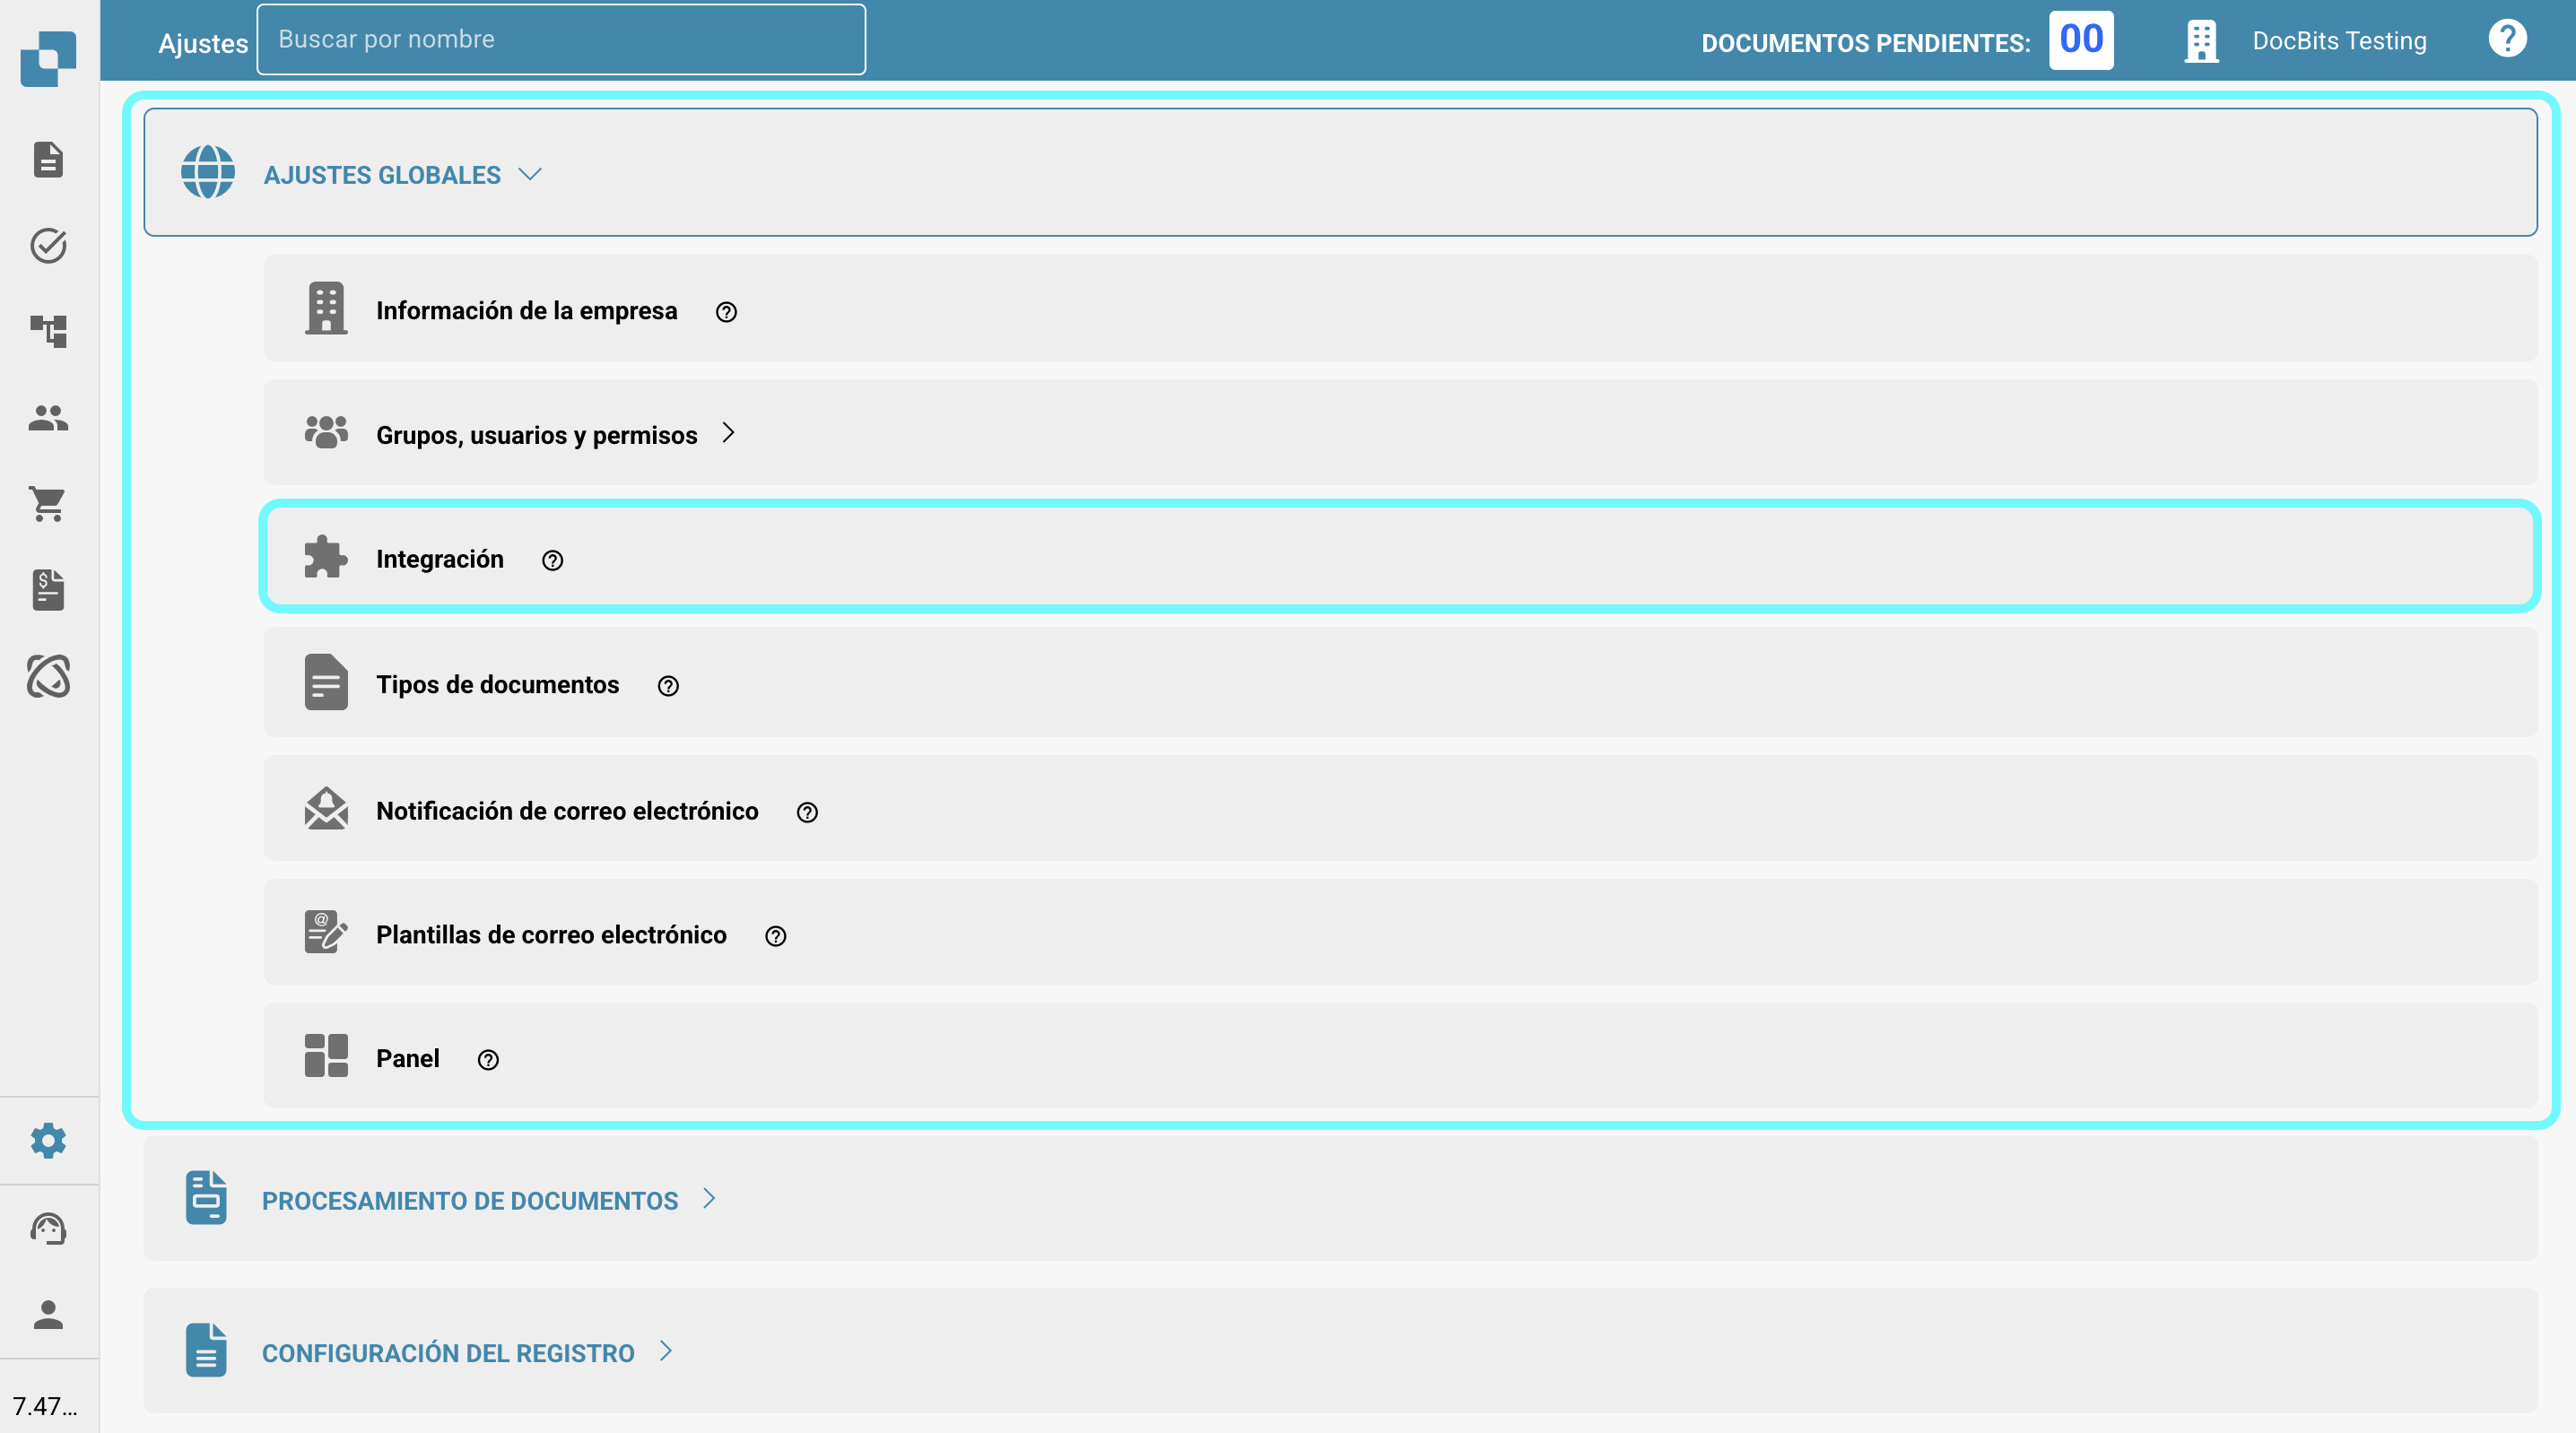 Ajustes
Buscar por nombre
DOCUMENTOS PENDIENTES: 00
DocBits Testing
AJUSTES GLOBALES
Información de la empresa
Grupos, usuarios y permisos
Integración
Tipos de documentos
Notificación de correo electrónico
Plantillas de correo electrónico
Panel
PROCESAMIENTO DE DOCUMENTOS
CONFIGURACIÓN DEL REGISTRO
7.47...